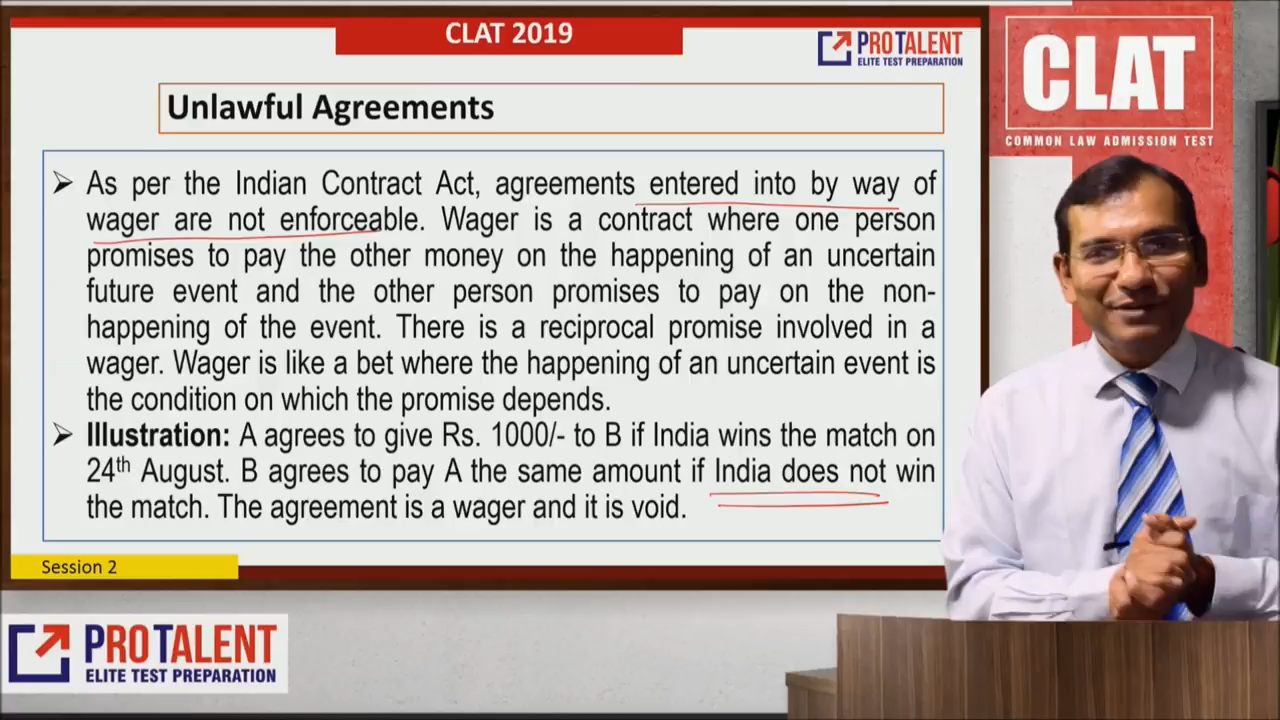 CLAT 2019
PROTALENT
ELITE TEST PREPARATION
CLAT
COMMON LAW ADMISSION TEST
Unlawful Agreements
➢ As per the Indian Contract Act, agreements entered into by way of
wager are not enforceable. Wager is a contract where one person
promises to pay the other money on the happening of an uncertain
future event and the other person promises to pay on the non-
happening of the event. There is a reciprocal promise involved in a
wager. Wager is like a bet where the happening of an uncertain event is
the condition on which the promise depends.
➢ Illustration: A agrees to give Rs. 1000/- to B if India wins the match on
24th August. B agrees to pay A the same amount if India does not win
the match. The agreement is a wager and it is void.
Session 2
PROTALENT
ELITE TEST PREPARATION